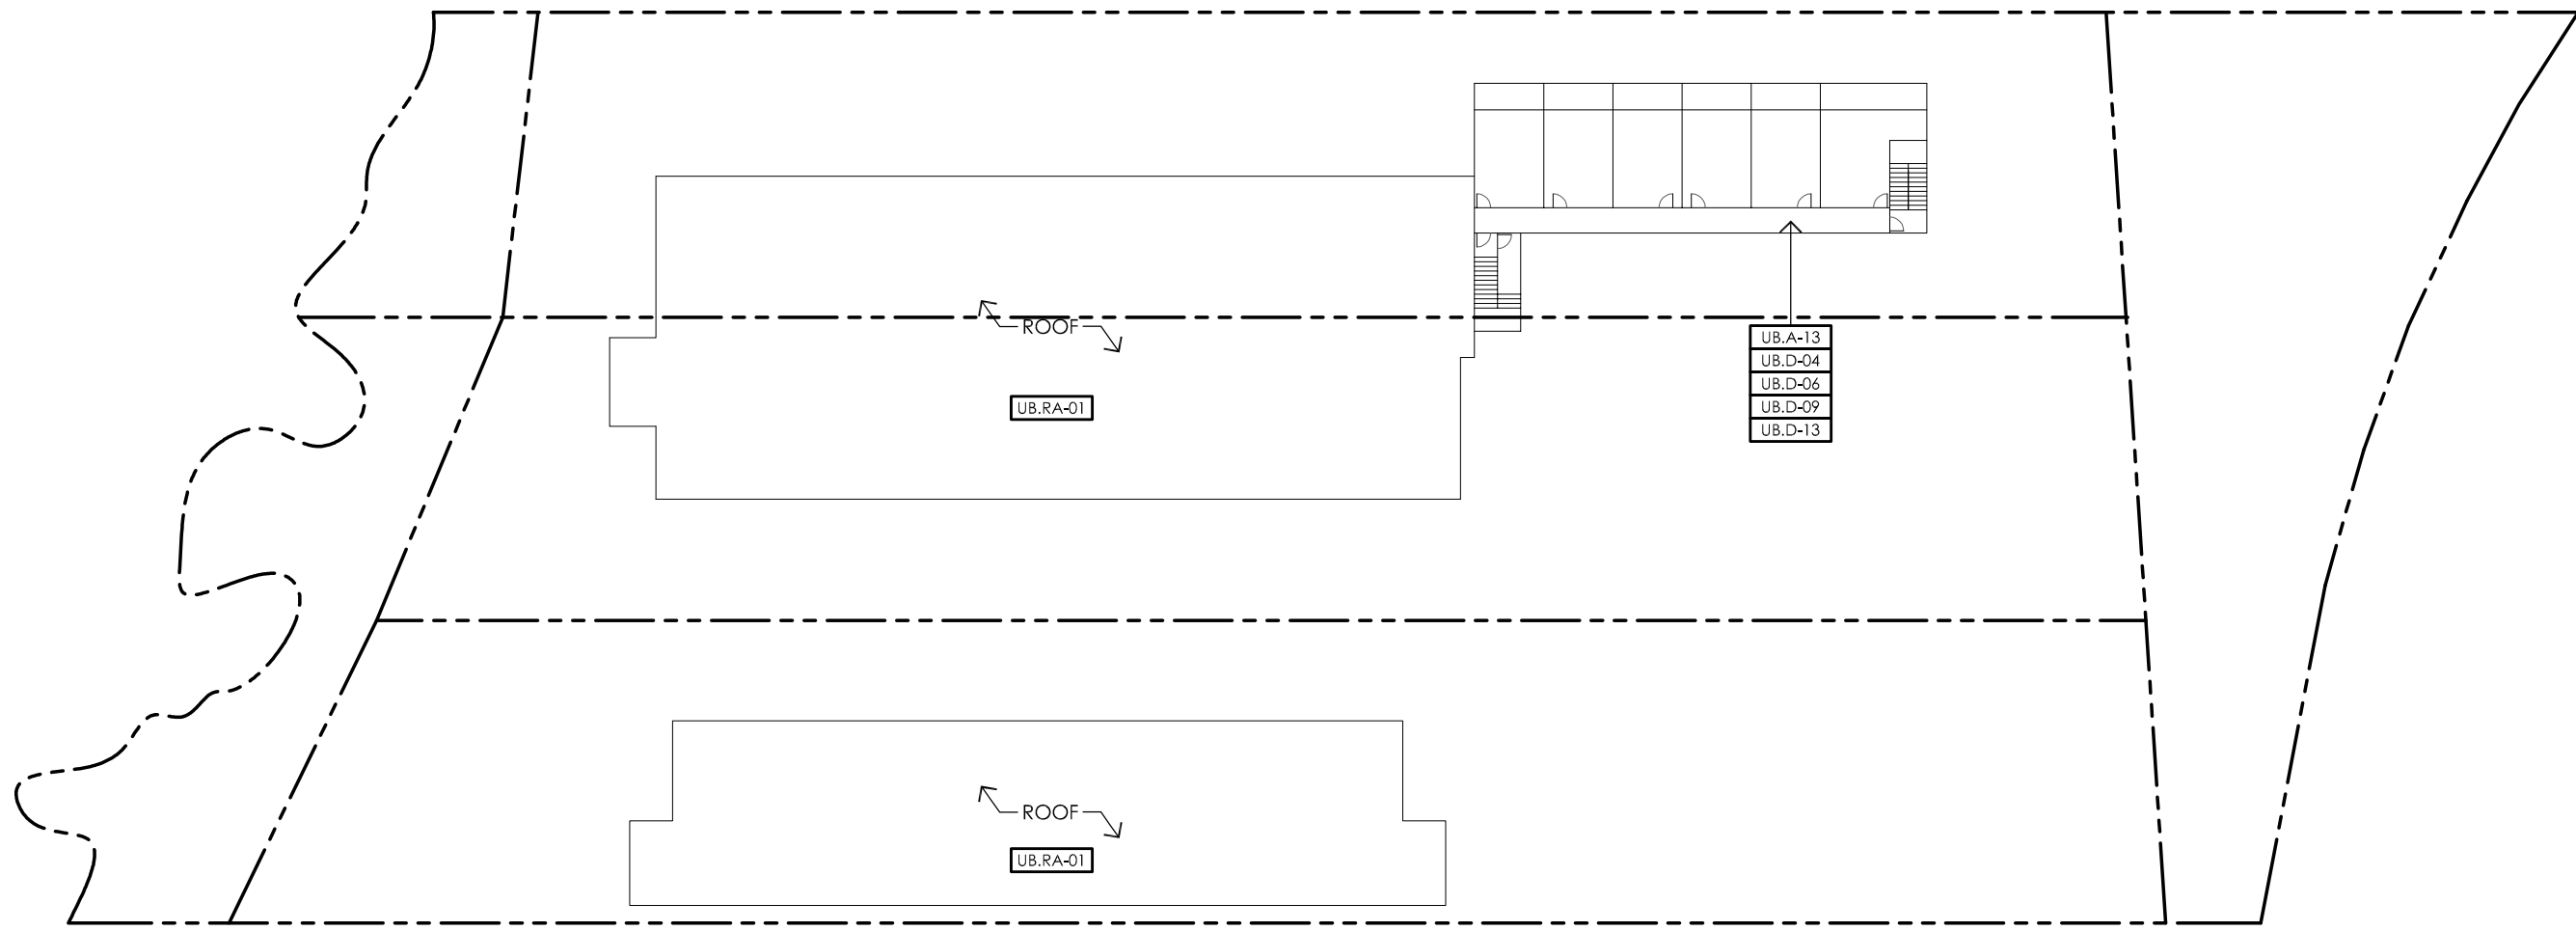 ROOF
UB.A-13
UB.D-04
UB.D-06
UB.D-09
UB.D-13
UB.RA-01
ROOF
UB.RA-01